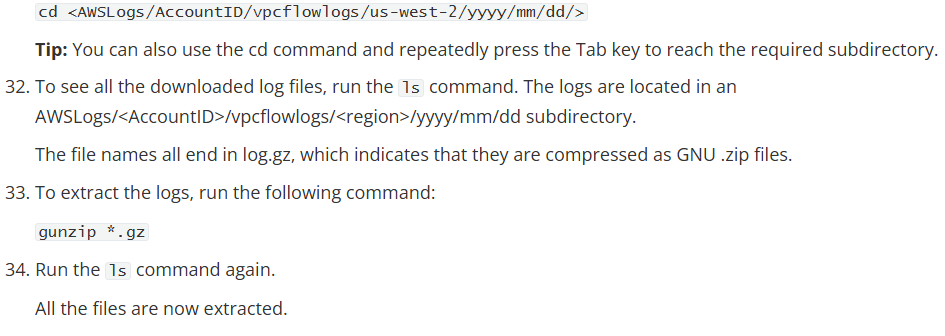 cd <AWSLogs/AccountID/vpcflowlogs/us-west-2/yyyy/mm/dd/>
Tip: You can also use the cd command and repeatedly press the Tab key to reach the required subdirectory.
32. To see all the downloaded log files, run the ls command. The logs are located in an
AWSLogs/<AccountID>/vpcflowlogs/<region>/yyyy/mm/dd subdirectory.
The file names all end in log.gz, which indicates that they are compressed as GNU .zip files.
33. To extract the logs, run the following command:
gunzip *.gz
34. Run the ls command again.
All the files are now extracted.